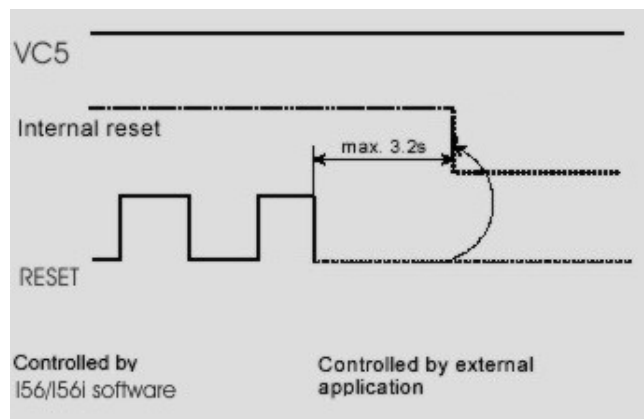 VC5
Internal reset
max. 3.2s
RESET
Controlled by
I56/I56i software
Controlled by external
application